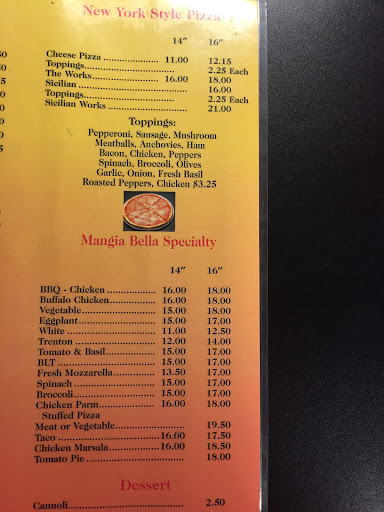 New York Style Pizza
14" 16"
Cheese Pizza ..................... 11.00 12.15
Toppings................................. 2.25 Each
The Works........................ 16.00 18.00
Sicilian ..................................... 16.00
Toppings................................. 2.25 Each
Sicilian Works ........................ 21.00
Toppings:
Pepperoni, Sausage, Mushroom
Meatballs, Anchovies, Ham
Bacon, Chicken, Peppers
Spinach, Broccoli, Olives
Garlic, Onion, Fresh Basil
Roasted Peppers, Chicken $3.25
Mangia Bella Specialty
14" 16"
BBQ - Chicken .................. 16.00 18.00
Buffalo Chicken................. 16.00 18.00
Vegetable........................... 15.00 18.00
Eggplant............................ 15.00 17.00
White ................................ 11.00 12.50
Trenton ............................. 12.00 14.00
Tomato & Basil.................. 15.00 17.00
BLT ................................... 15.00 17.00
Fresh Mozzarella............... 13.50 17.00
Spinach ............................. 15.00 17.00
Broccoli.............................. 15.00 17.00
Chicken Parm.................... 16.00 18.00
Stuffed Pizza
Meat or Vegetable......................... 19.50
Taco ................................... 16.00 17.50
Chicken Marsala................ 16.00 18.50
Tomato Pie .................................. 18.00
Dessert
Cannoli........................................ 2.50